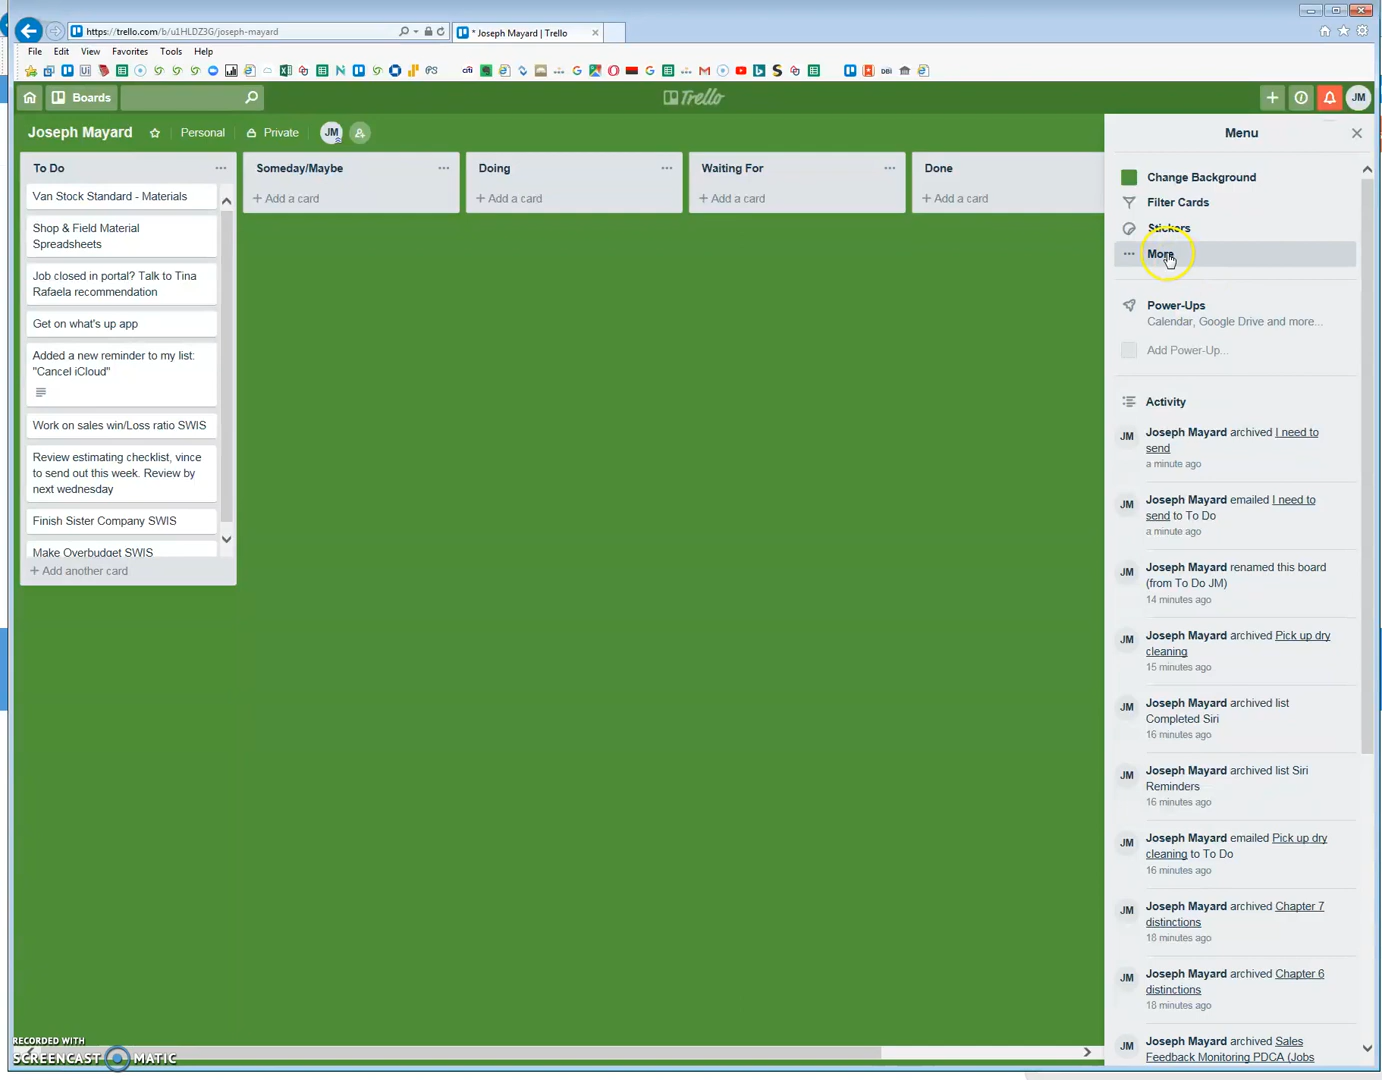 https://trello.com/b/u1HLDZ3G/joseph-mayard
* Joseph Mayard | Trello
File Edit View Favorites Tools Help
Boards
Trello
JM
Joseph Mayard Personal Private JM
To Do
Van Stock Standard - Materials
Shop & Field Material
Spreadsheets
Job closed in portal? Talk to Tina
Rafaela recommendation
Get on what's up app
Added a new reminder to my list:
"Cancel iCloud"
Work on sales win/Loss ratio SWIS
Review estimating checklist, vince
to send out this week. Review by
next wednesday
Finish Sister Company SWIS
Make Overbudget SWIS
+ Add another card
Someday/Maybe
+ Add a card
Doing
+ Add a card
Waiting For
+ Add a card
Done
+ Add a card
Menu
Change Background
Filter Cards
Stickers
More
Power-Ups
Calendar, Google Drive and more...
Add Power-Up...
Activity
JM Joseph Mayard archived I need to
send
a minute ago
JM Joseph Mayard emailed I need to
send to To Do
a minute ago
JM Joseph Mayard renamed this board
(from To Do JM)
14 minutes ago
JM Joseph Mayard archived Pick up dry
cleaning
15 minutes ago
JM Joseph Mayard archived list
Completed Siri
16 minutes ago
JM Joseph Mayard archived list Siri
Reminders
16 minutes ago
JM Joseph Mayard emailed Pick up dry
cleaning to To Do
16 minutes ago
JM Joseph Mayard archived Chapter 7
distinctions
18 minutes ago
JM Joseph Mayard archived Chapter 6
distinctions
18 minutes ago
JM Joseph Mayard archived Sales
Feedback Monitoring PDCA (Jobs
RECORDED WITH
SCREENCAST MATIC